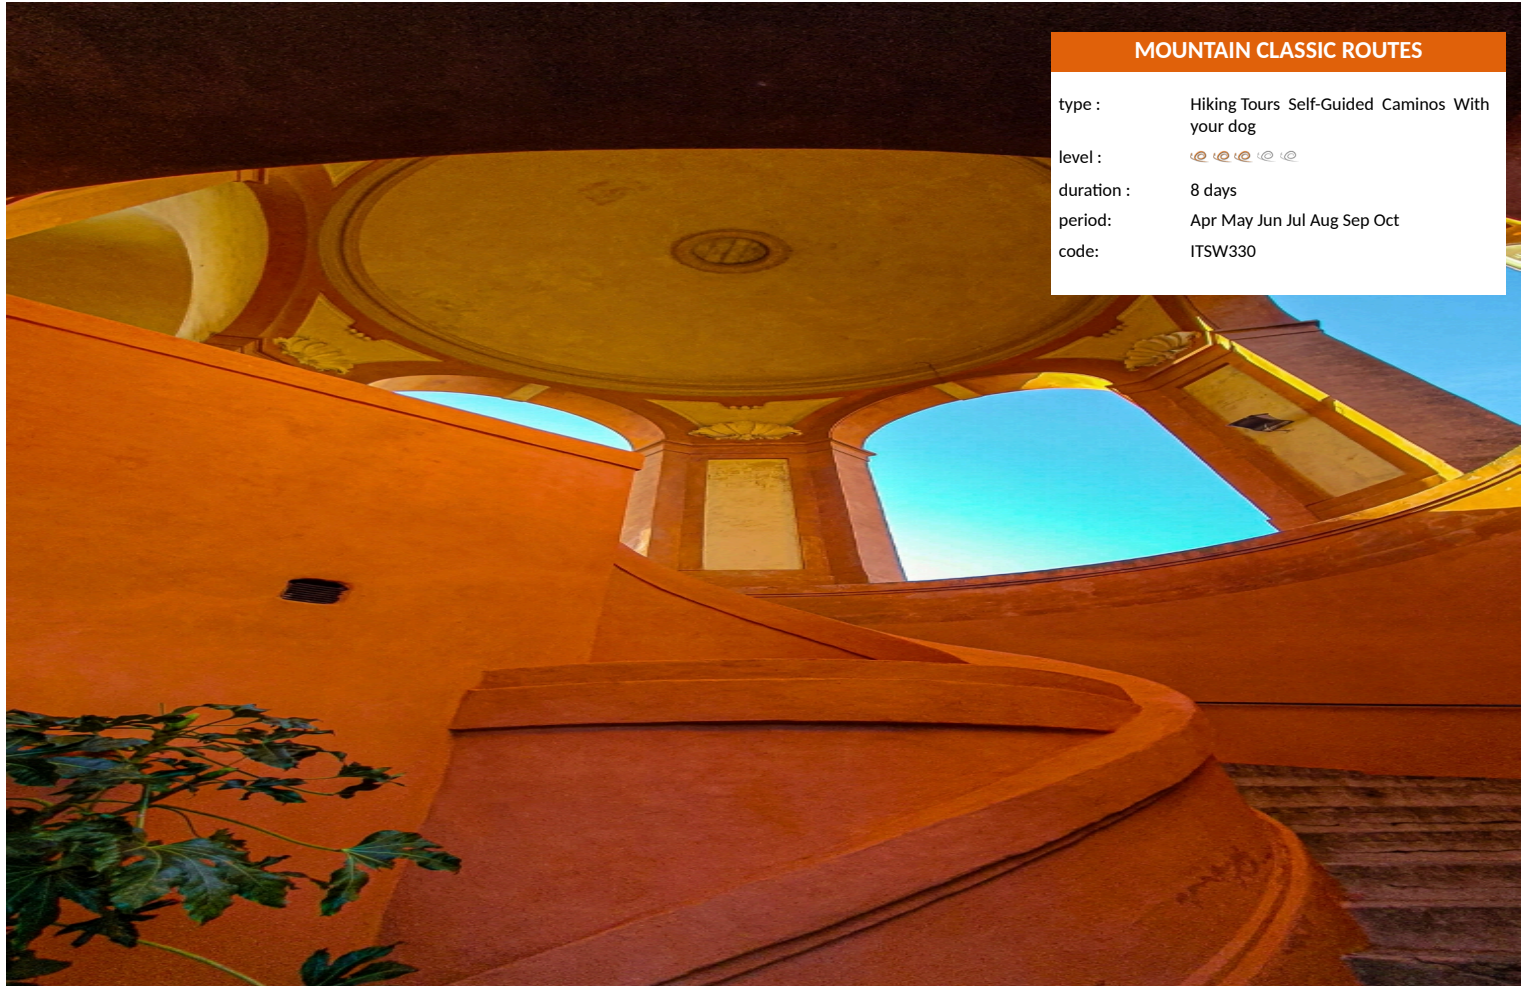 MOUNTAIN CLASSIC ROUTES
type : Hiking Tours Self-Guided Caminos With
your dog
level :
duration : 8 days
period: Apr May Jun Jul Aug Sep Oct
code: ITSW330